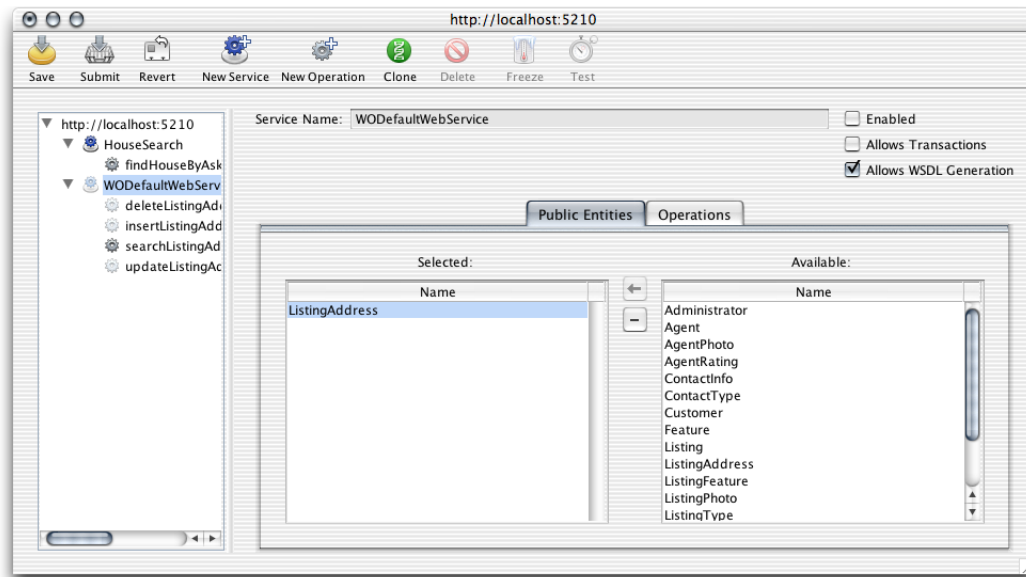 http://localhost:5210
Save Submit Revert New Service New Operation Clone Delete Freeze Test
http://localhost:5210
HouseSearch
findHouseByAsk
WODefaultWebServ
deleteListingAd
insertListingAdd
searchListingAd
updateListingAc
Service Name: WODefaultWebService
Enabled
Allows Transactions
Allows WSDL Generation
Public Entities Operations
Selected:
Name
ListingAddress
Available:
Name
Administrator
Agent
AgentPhoto
AgentRating
ContactInfo
ContactType
Customer
Feature
Listing
ListingAddress
ListingFeature
ListingPhoto
ListingType